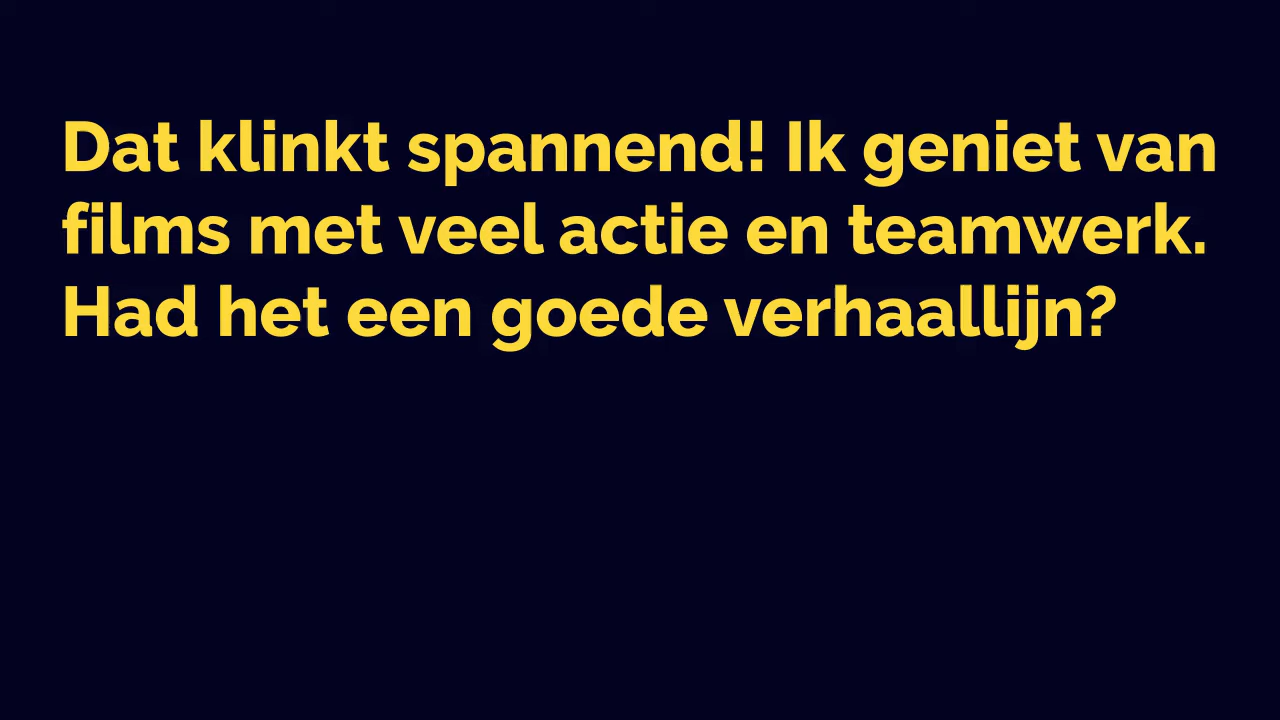 Dat klinkt spannend! Ik geniet van
films met veel actie en teamwerk.
Had het een goede verhaallijn?